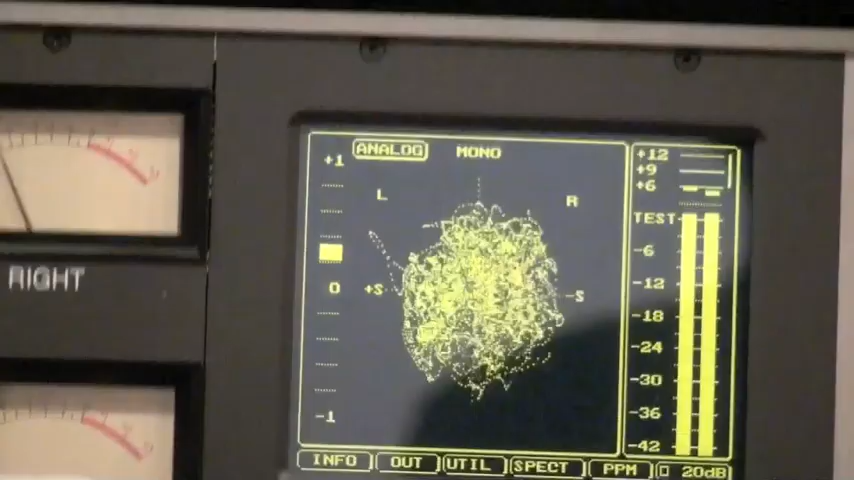 ANALOG MONO
+1
+12
+9
L
R
+6
TEST
RIGHT
-6
0
+S
-S
-12
-18
-24
-30
-36
-1
-42
INFO OUT UTIL SPECT PPM 20dB